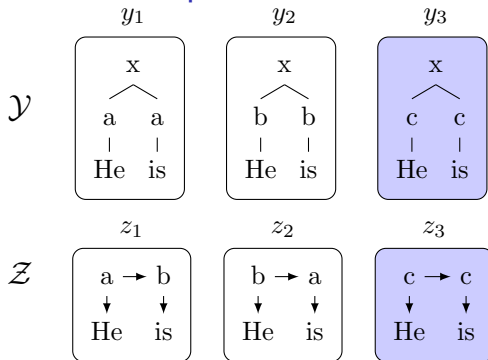 y₁ y₂ y₃
𝒴
x x x
a a b b c c
He is He is He is
z₁ z₂ z₃
𝒵
a → b b → a c → c
He is He is He is